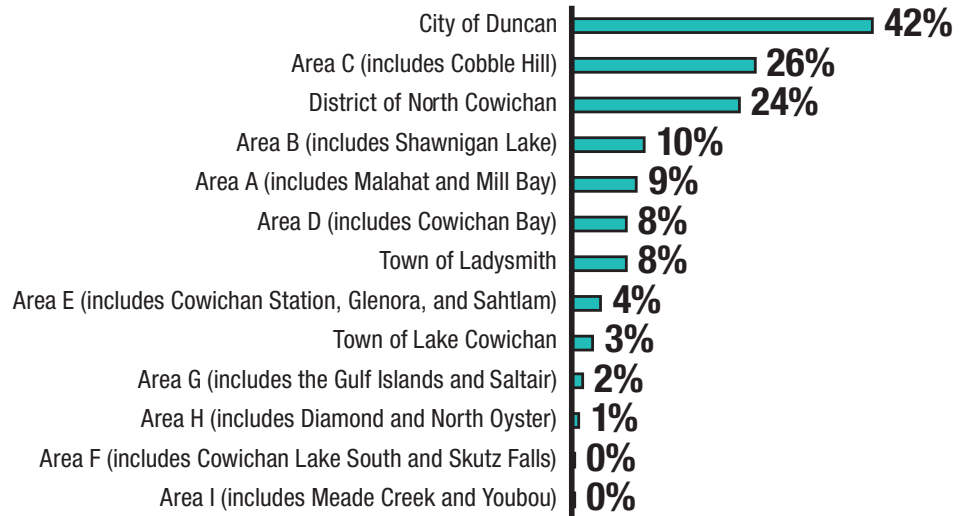 City of Duncan 42%
Area C (includes Cobble Hill) 26%
District of North Cowichan 24%
Area B (includes Shawnigan Lake) 10%
Area A (includes Malahat and Mill Bay) 9%
Area D (includes Cowichan Bay) 8%
Town of Ladysmith 8%
Area E (includes Cowichan Station, Glenora, and Sahtlam) 4%
Town of Lake Cowichan 3%
Area G (includes the Gulf Islands and Saltair) 2%
Area H (includes Diamond and North Oyster) 1%
Area F (includes Cowichan Lake South and Skutz Falls) 0%
Area I (includes Meade Creek and Youbou) 0%